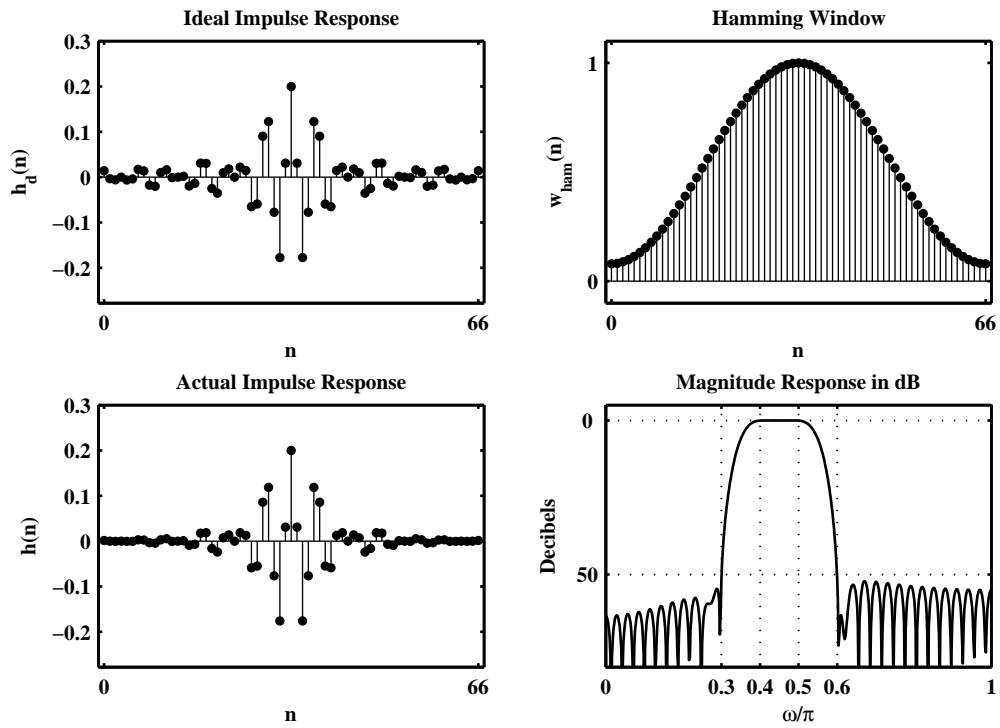 Ideal Impulse Response
0.3
0.2
0.1
0
−0.1
−0.2
h_d(n)
0
66
n
Hamming Window
1
0
w_ham(n)
0
66
n
Actual Impulse Response
0.3
0.2
0.1
0
−0.1
−0.2
h(n)
0
66
n
Magnitude Response in dB
0
50
Decibels
0
0.3
0.4
0.5
0.6
1
ω/π